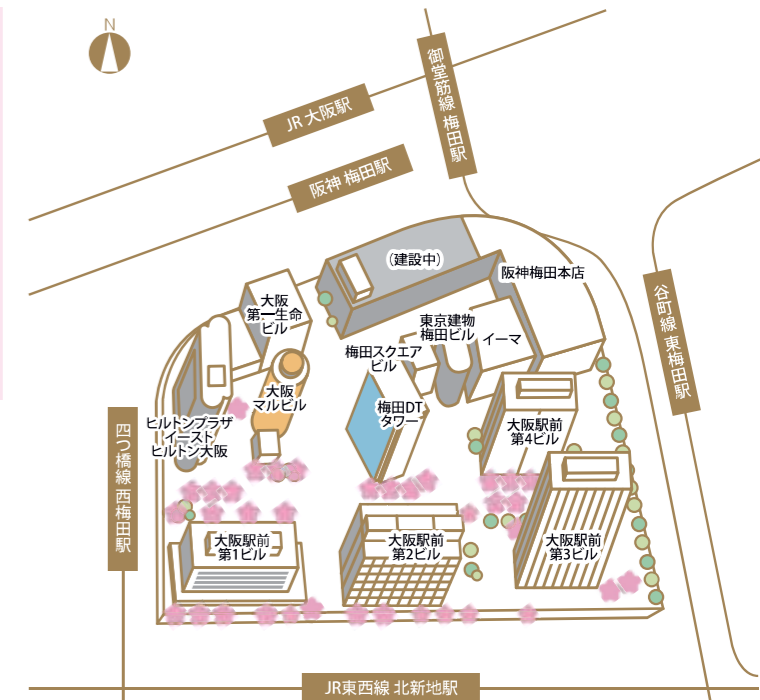 N
御堂筋線 梅田駅
JR 大阪駅
阪神 梅田駅
(建設中)
阪神梅田本店
大阪
第一生命
ビル
東京建物
梅田ビル
イーマ
梅田スクエア
ビル
谷町線 東梅田駅
大阪
マルビル
梅田DT
タワー
ヒルトンプラザ
イースト
ヒルトン大阪
大阪駅前
第4ビル
四つ橋線 西梅田駅
大阪駅前
第1ビル
大阪駅前
第2ビル
大阪駅前
第3ビル
JR東西線 北新地駅